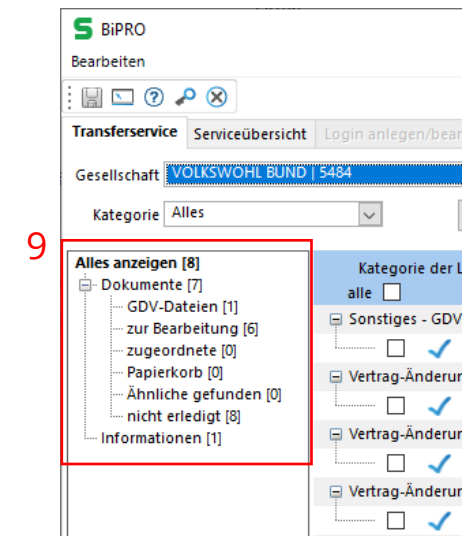 BiPRO
Bearbeiten
Transferservice Serviceübersicht Login anlegen/bear
Gesellschaft VOLKSWOHL BUND | 5484
Kategorie Alles
9
Alles anzeigen [8]
Dokumente [7]
GDV-Dateien [1]
zur Bearbeitung [6]
zugeordnete [0]
Papierkorb [0]
Ähnliche gefunden [0]
nicht erledigt [8]
Informationen [1]
Kategorie der L
alle
Sonstiges - GDV
Vertrag-Änderun
Vertrag-Änderun
Vertrag-Änderun